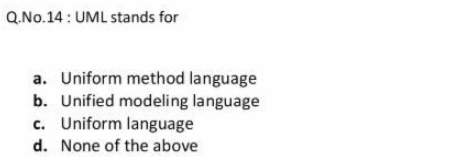 Q.No.14 : UML stands for
a. Uniform method language
b. Unified modeling language
c. Uniform language
d. None of the above